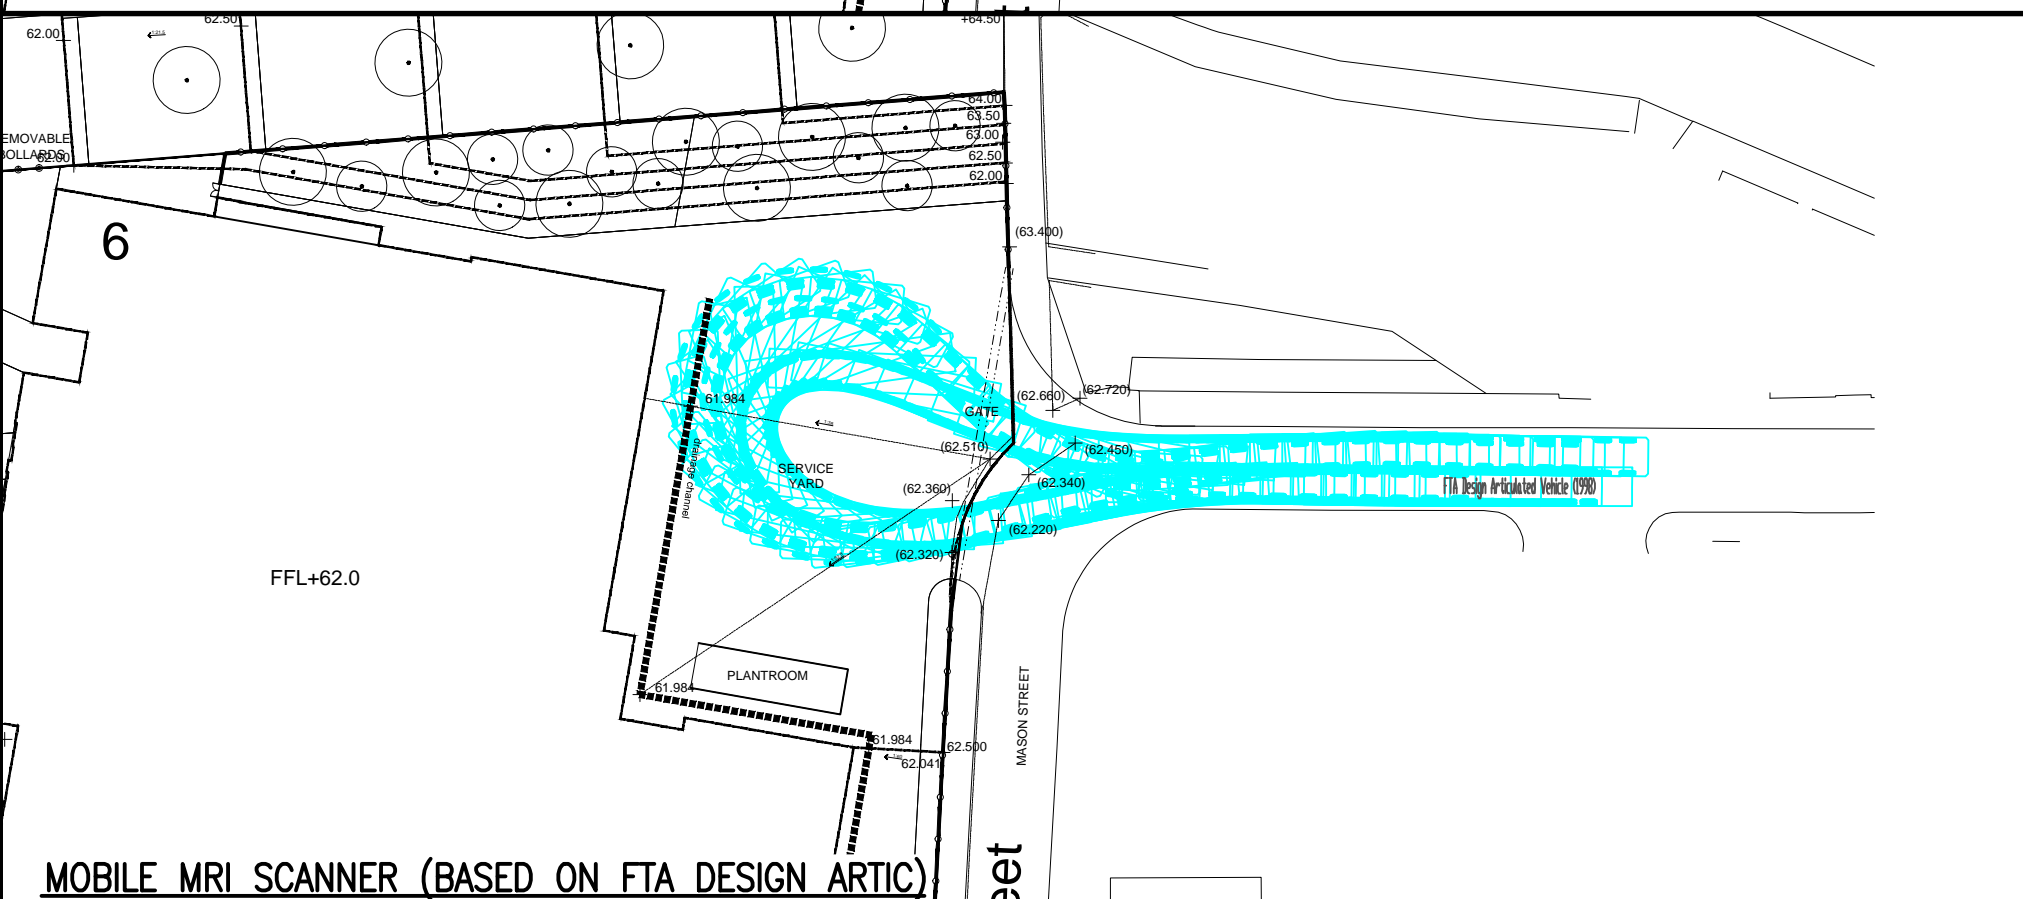 62.50
+64.50
62.00
64.00
63.50
EMOVABLE
63.00
BOLLARDS
62.00
62.50
62.00
(63.400)
6
(62.720)
(62.660)
61.984
GATE
(62.510)
(62.450)
drainage channel
SERVICE
YARD
(62.340)
(62.360)
FTA Design Articulated Vehicle (1998)
(62.220)
(62.320)
FFL+62.0
PLANTROOM
61.984
MASON STREET
61.984
62.500
62.041
eet
MOBILE MRI SCANNER (BASED ON FTA DESIGN ARTIC)